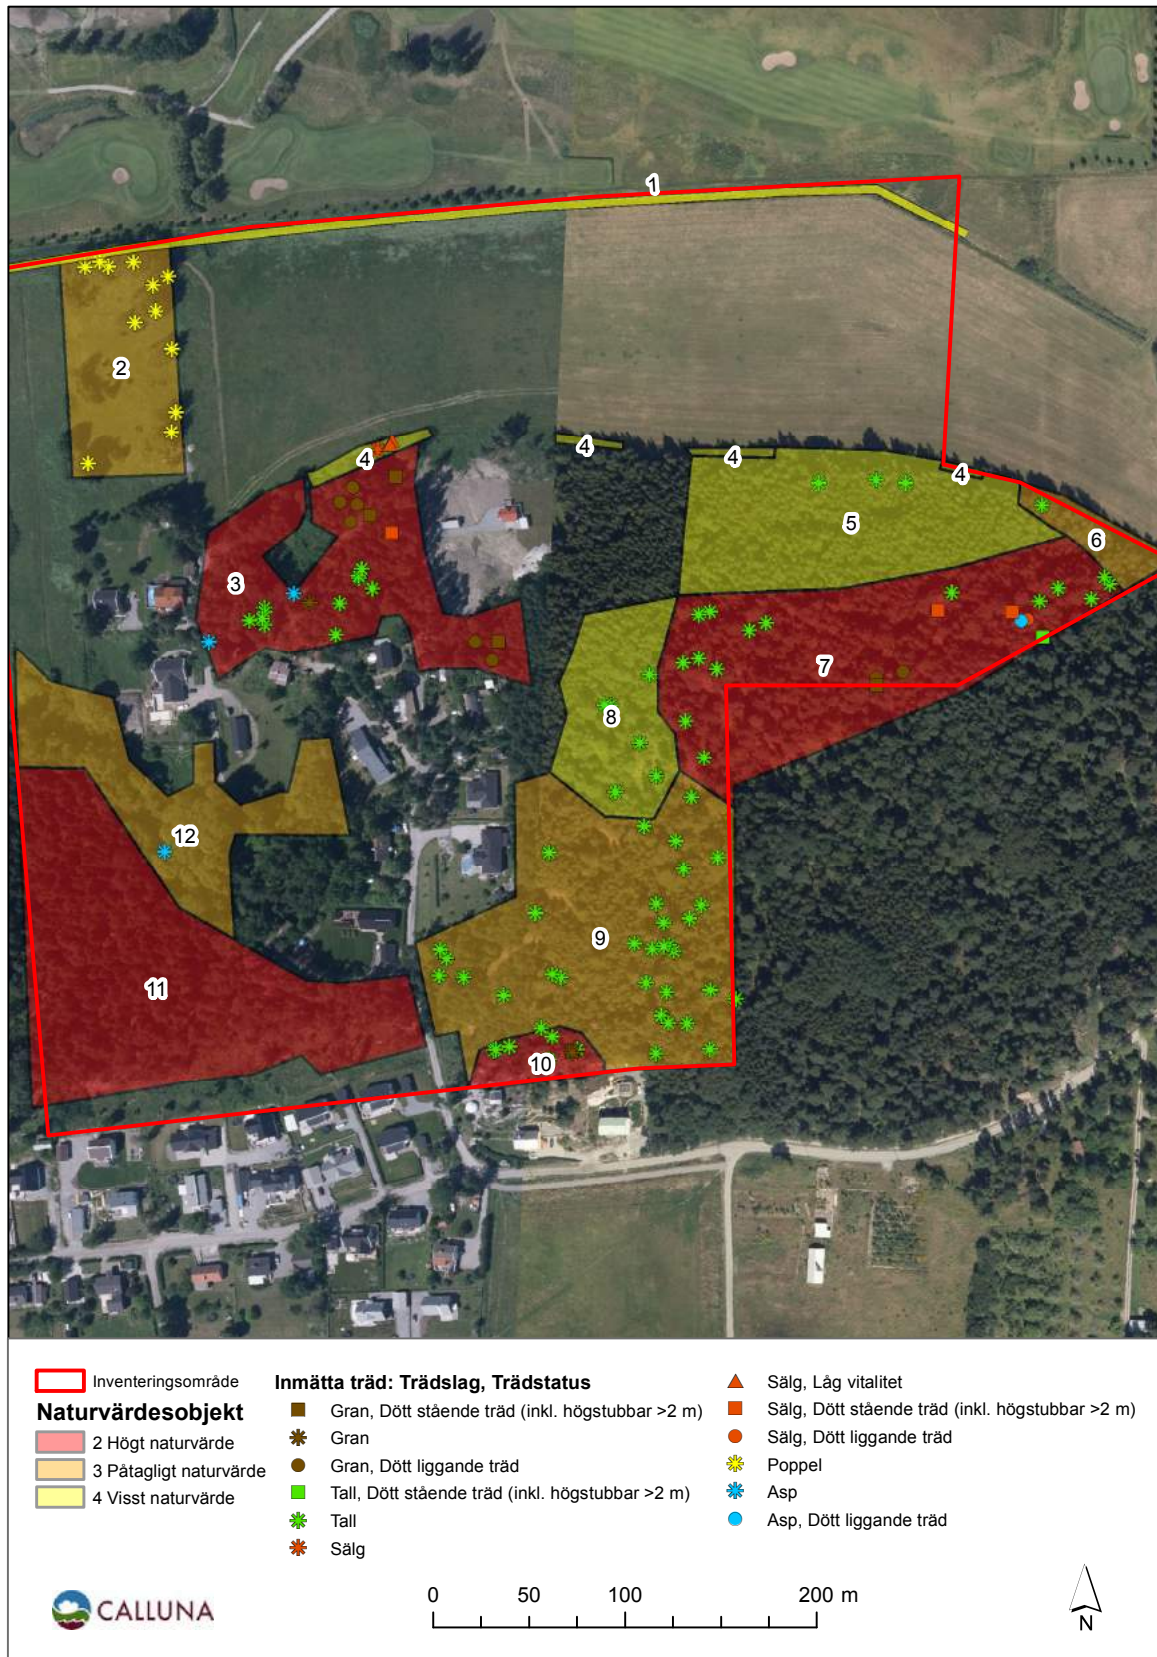 1
2
4
4
4
4
5
6
3
7
8
12
9
11
10
Inventeringsområde
Naturvärdesobjekt
2 Högt naturvärde
3 Påtagligt naturvärde
4 Visst naturvärde
Inmätta träd: Trädslag, Trädstatus
Gran, Dött stående träd (inkl. högstubbar >2 m)
Gran
Gran, Dött liggande träd
Tall, Dött stående träd (inkl. högstubbar >2 m)
Tall
Sälg
Sälg, Låg vitalitet
Sälg, Dött stående träd (inkl. högstubbar >2 m)
Sälg, Dött liggande träd
Poppel
Asp
Asp, Dött liggande träd
CALLUNA
0 50 100 200 m
N